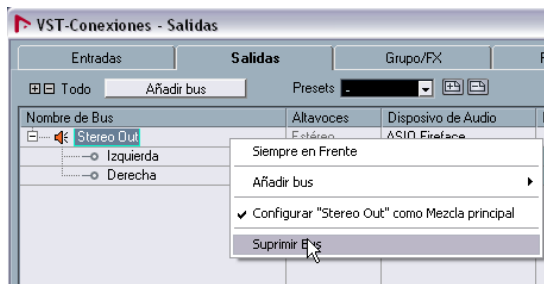 VST-Conexiones - Salidas
Entradas Salidas Grupo/FX
Todo Añadir bus Presets -
Nombre de Bus Altavoces Disposivo de Audio
Stereo Out Estéreo ASIO Fireface
Izquierda
Derecha
Siempre en Frente
Añadir bus
Configurar "Stereo Out" como Mezcla principal
Suprimir Bus